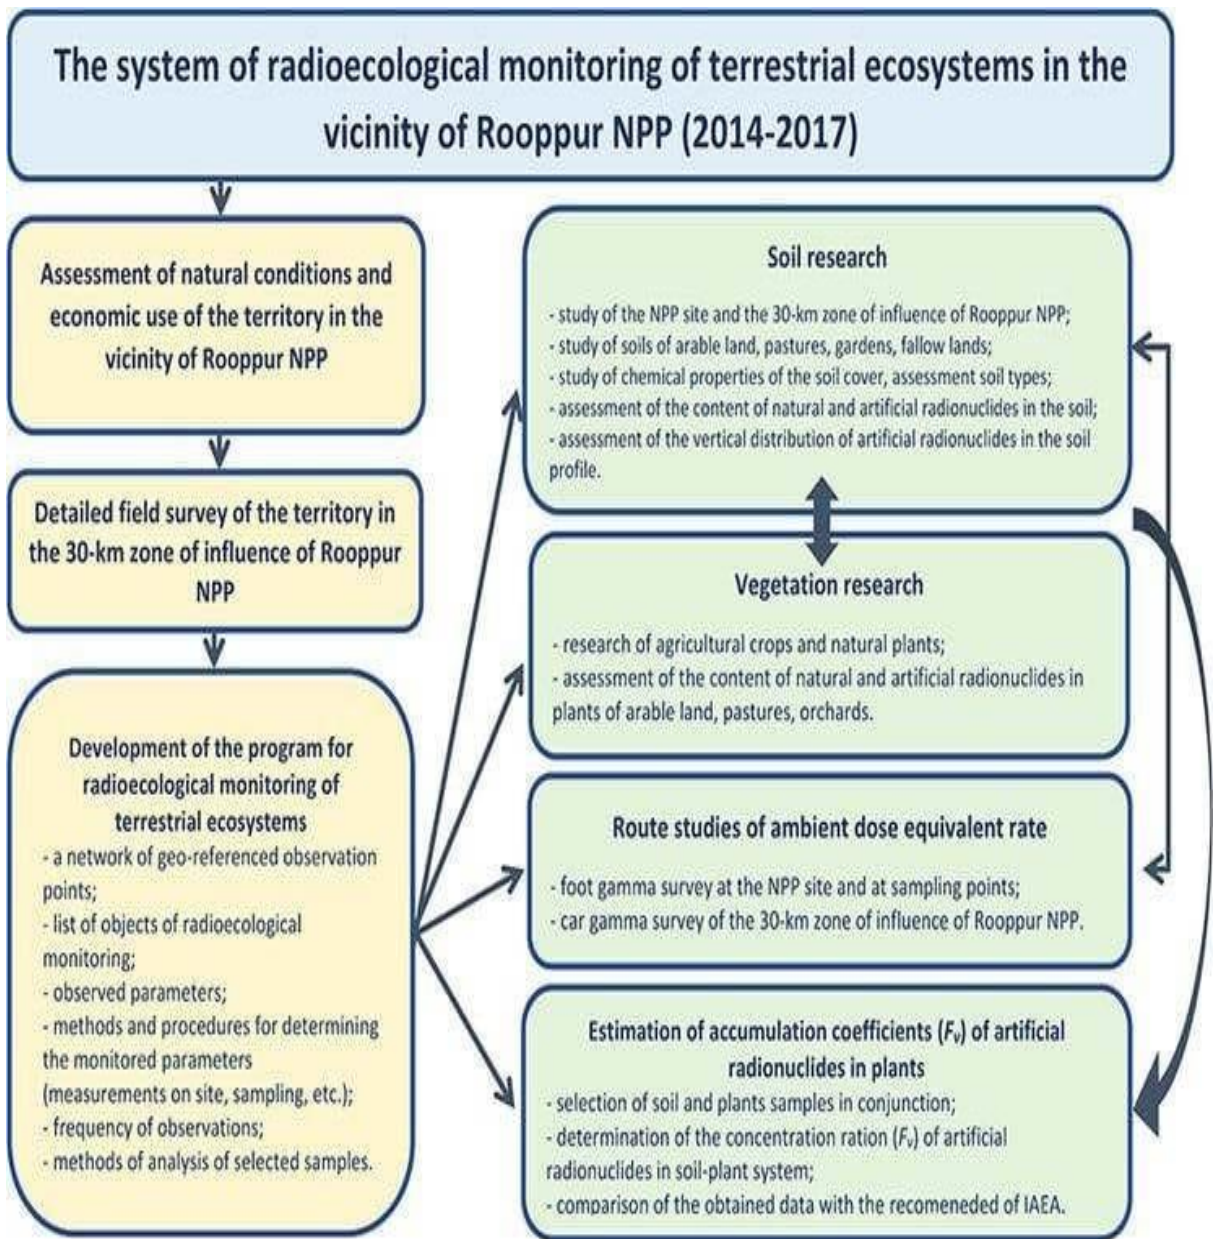 The system of radioecological monitoring of terrestrial ecosystems in the
vicinity of Rooppur NPP (2014-2017)
Assessment of natural conditions and
economic use of the territory in the
vicinity of Rooppur NPP
Detailed field survey of the territory in
the 30-km zone of influence of Rooppur
NPP
Development of the program for
radioecological monitoring of
terrestrial ecosystems
- a network of geo-referenced observation
points;
- list of objects of radioecological
monitoring;
- observed parameters;
- methods and procedures for determining
the monitored parameters
(measurements on site, sampling, etc.);
- frequency of observations;
- methods of analysis of selected samples.
Soil research
- study of the NPP site and the 30-km zone of influence of Rooppur NPP;
- study of soils of arable land, pastures, gardens, fallow lands;
- study of chemical properties of the soil cover, assessment soil types;
- assessment of the content of natural and artificial radionuclides in the soil;
- assessment of the vertical distribution of artificial radionuclides in the soil
profile.
Vegetation research
- research of agricultural crops and natural plants;
- assessment of the content of natural and artificial radionuclides in
plants of arable land, pastures, orchards.
Route studies of ambient dose equivalent rate
- foot gamma survey at the NPP site and at sampling points;
- car gamma survey of the 30-km zone of influence of Rooppur NPP.
Estimation of accumulation coefficients (Fv) of artificial
radionuclides in plants
- selection of soil and plants samples in conjunction;
- determination of the concentration ration (Fv) of artificial
radionuclides in soil-plant system;
- comparison of the obtained data with the recomeneded of IAEA.